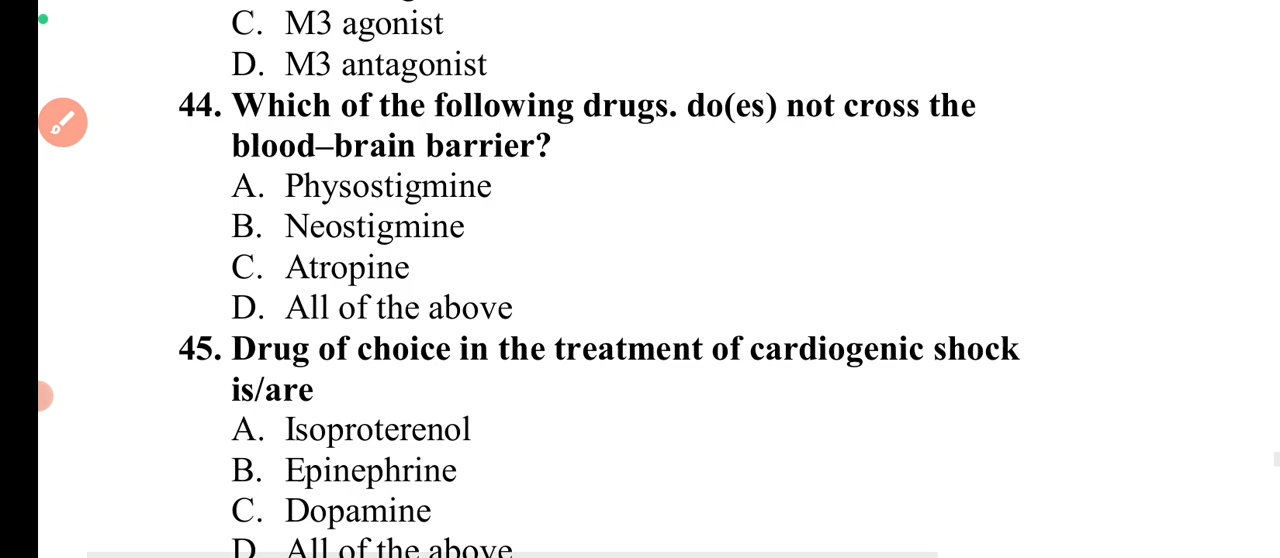 C. M3 agonist
D. M3 antagonist
44. Which of the following drugs. do(es) not cross the
blood–brain barrier?
A. Physostigmine
B. Neostigmine
C. Atropine
D. All of the above
45. Drug of choice in the treatment of cardiogenic shock
is/are
A. Isoproterenol
B. Epinephrine
C. Dopamine
D. All of the above